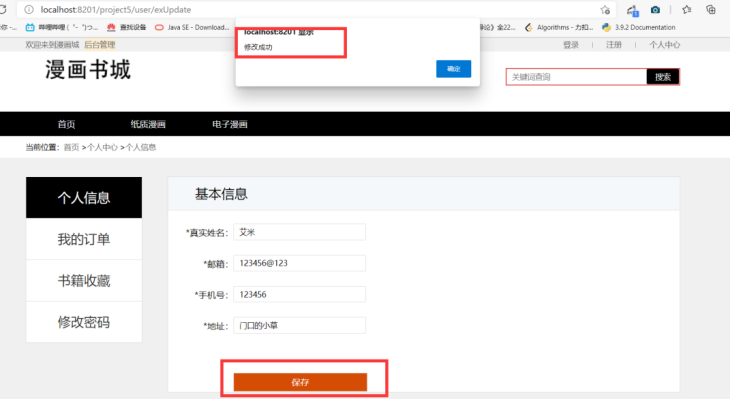 localhost:8201/project5/user/exUpdate
哔哩哔哩 (゜-゜)つ...
查找设备
Java SE - Download...
全22...
Algorithms - 力扣...
3.9.2 Documentation
localhost:8201 显示
修改成功
确定
欢迎来到漫画城 后台管理
登录 | 注册 | 个人中心
漫画书城
关键词查询
搜索
首页 纸质漫画 电子漫画
当前位置：首页 >个人中心 >个人信息
个人信息
我的订单
书籍收藏
修改密码
基本信息
*真实姓名： 艾米
*邮箱： 123456@123
*手机号： 123456
*地址： 门口的小草
保存